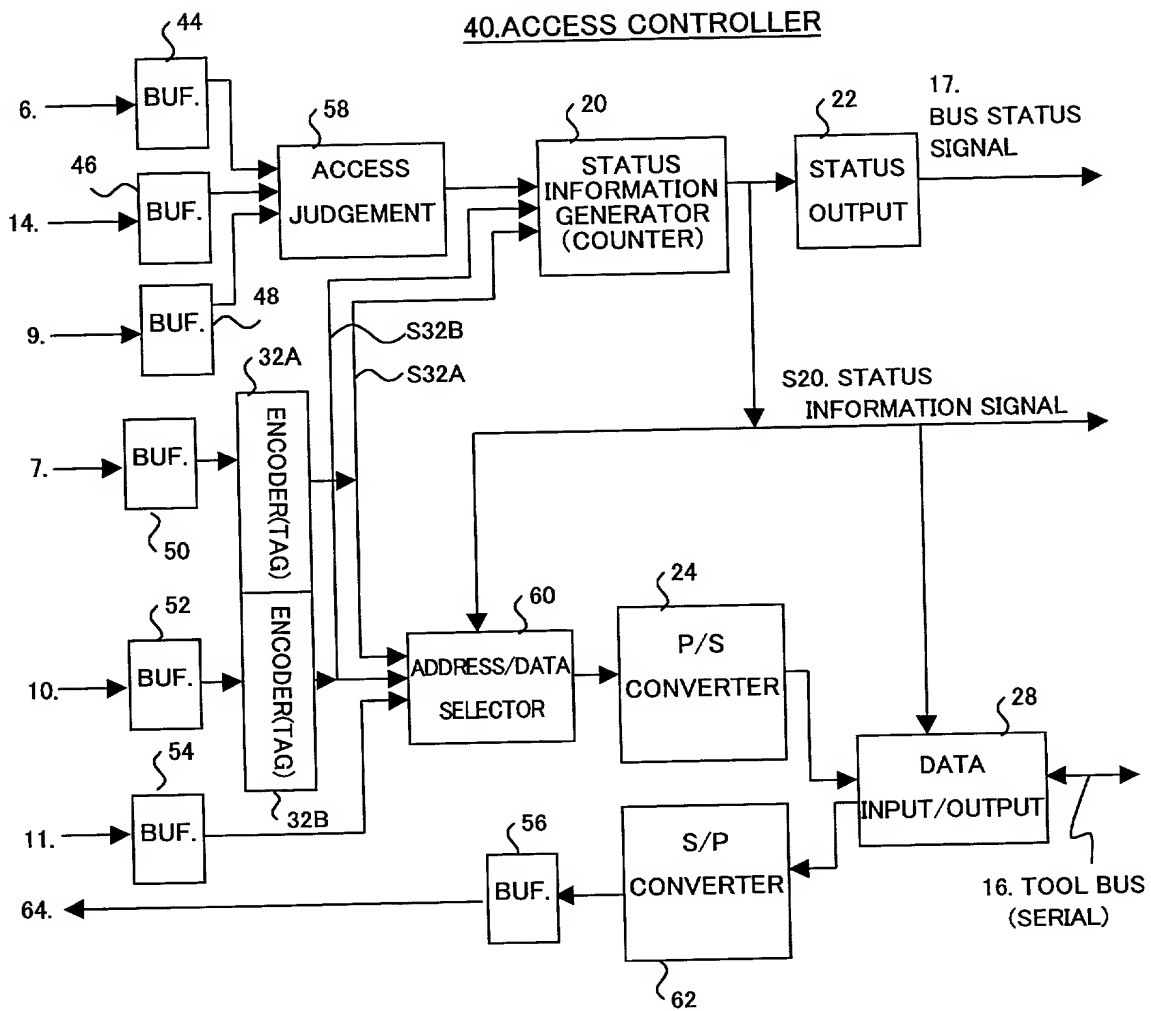 40.ACCESS CONTROLLER
44
BUF.
6.
46
BUF.
14.
BUF.
48
9.
58
ACCESS
JUDGEMENT
20
STATUS
INFORMATION
GENERATOR
(COUNTER)
22
STATUS
OUTPUT
17.
BUS STATUS
SIGNAL
S32B
S32A
32A
ENCODER(TAG)
S20. STATUS
INFORMATION SIGNAL
7.
BUF.
50
52
BUF.
10.
ENCODER(TAG)
32B
54
BUF.
11.
60
ADDRESS/DATA
SELECTOR
24
P/S
CONVERTER
28
DATA
INPUT/OUTPUT
56
BUF.
S/P
CONVERTER
62
64.
16. TOOL BUS
(SERIAL)